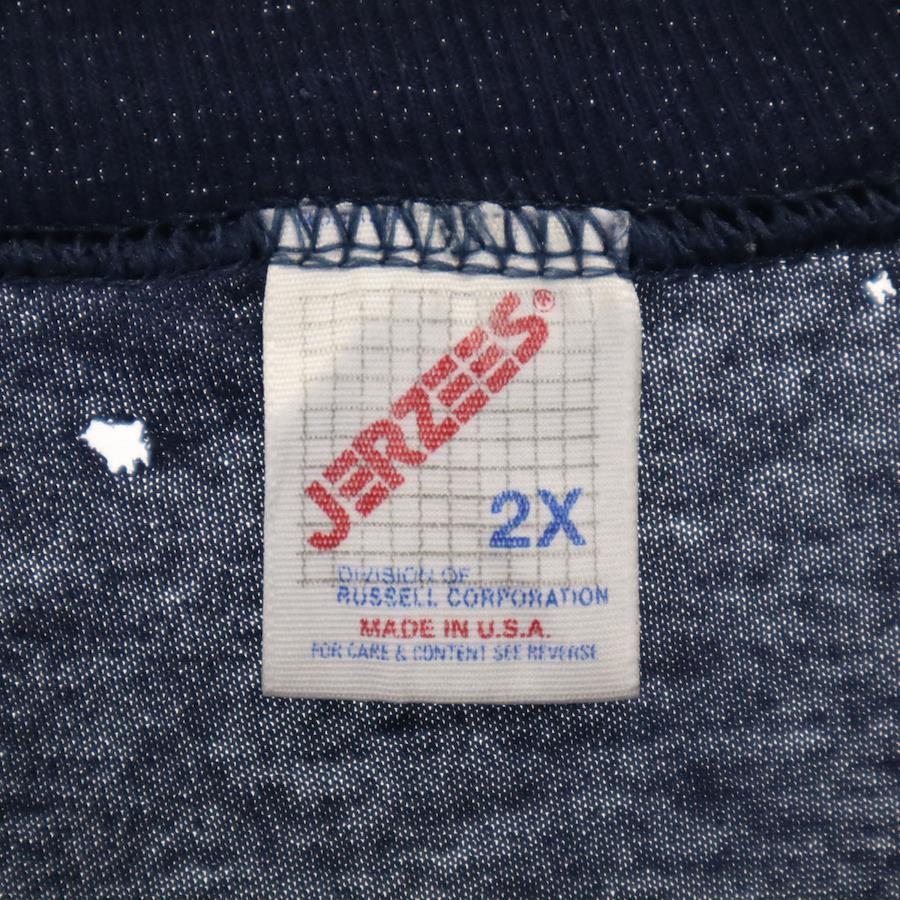 JERZEES®
2X
DIVISION OF
RUSSELL CORPORATION
MADE IN U.S.A.
FOR CARE & CONTENT SEE REVERSE